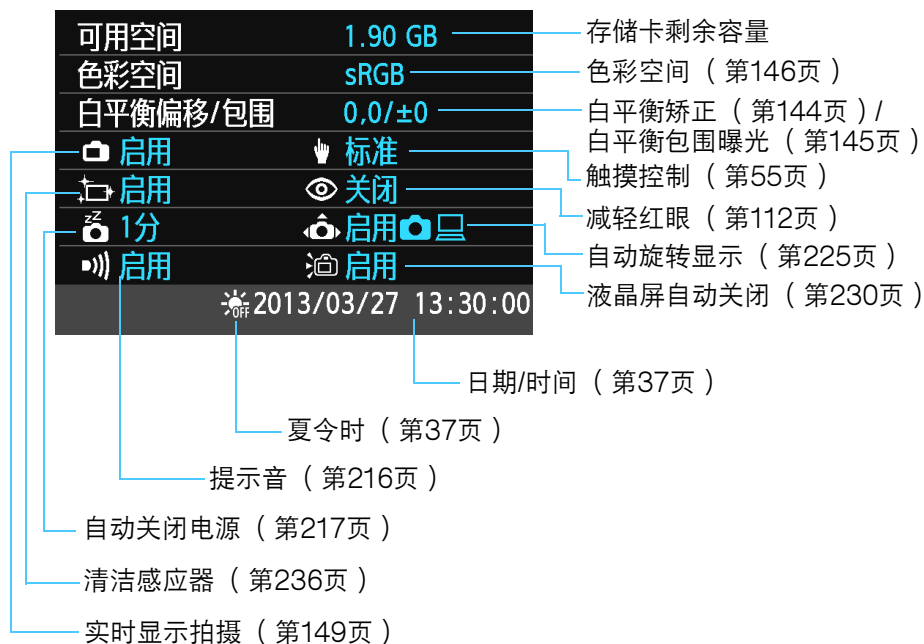 可用空间 1.90 GB
色彩空间 sRGB
白平衡偏移/包围 0,0/±0
启用 标准
启用 关闭
zZ 1分 启用
启用 启用
OFF 2013/03/27 13:30:00
存储卡剩余容量
色彩空间（第146页）
白平衡矫正（第144页）/
白平衡包围曝光（第145页）
触摸控制（第55页）
减轻红眼（第112页）
自动旋转显示（第225页）
液晶屏自动关闭（第230页）
日期/时间（第37页）
夏令时（第37页）
提示音（第216页）
自动关闭电源（第217页）
清洁感应器（第236页）
实时显示拍摄（第149页）